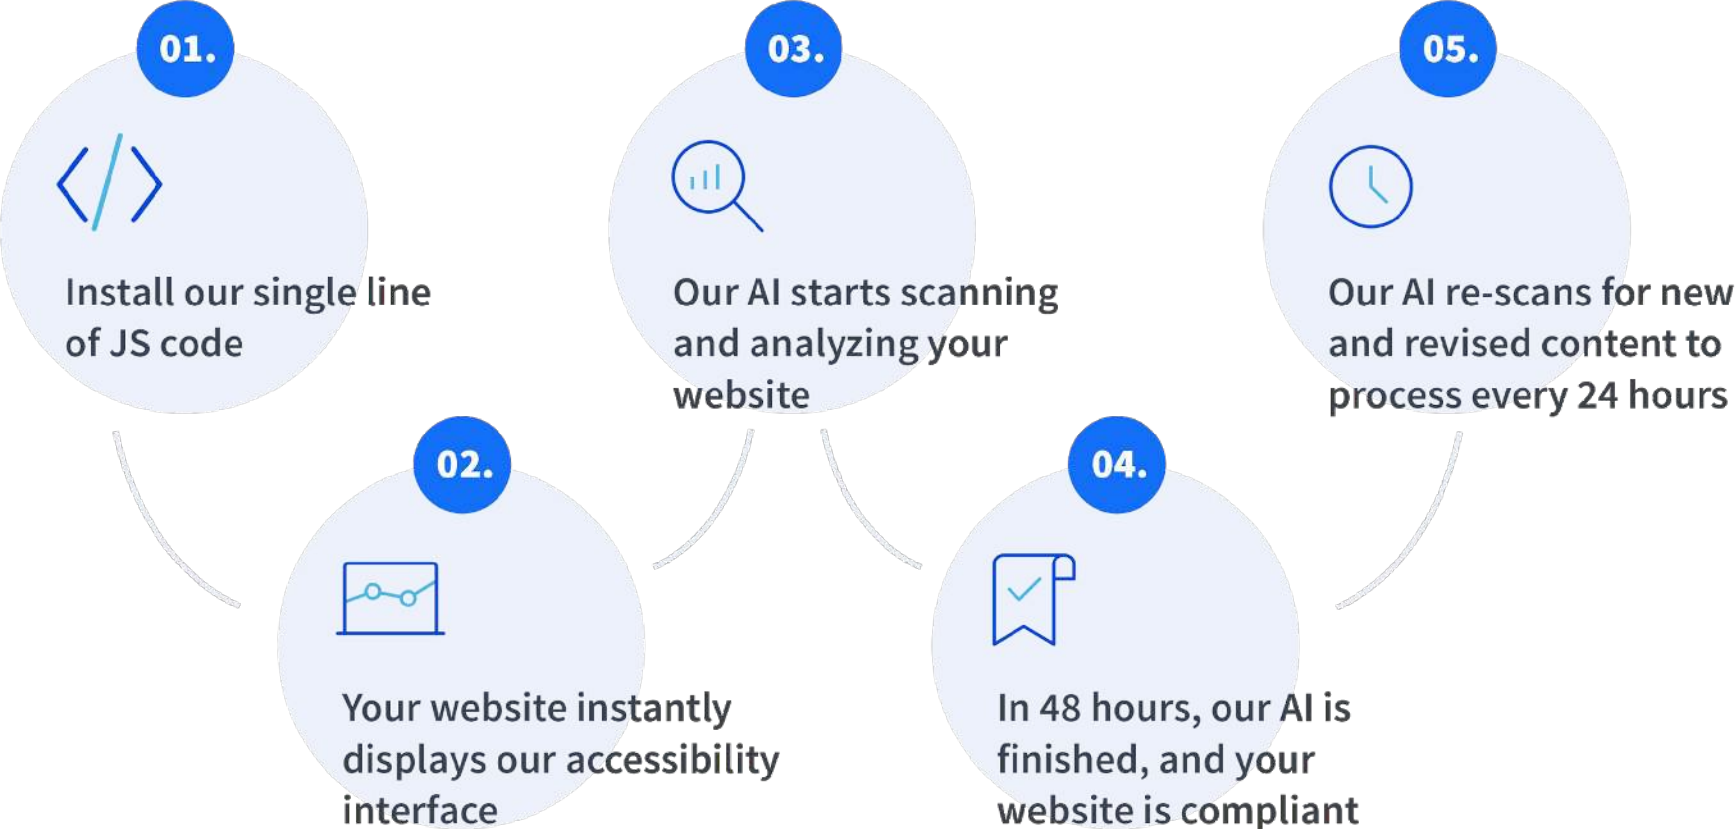 01.
Install our single line
of JS code
02.
Your website instantly
displays our accessibility
interface
03.
Our AI starts scanning
and analyzing your
website
04.
In 48 hours, our AI is
finished, and your
website is compliant
05.
Our AI re-scans for new
and revised content to
process every 24 hours